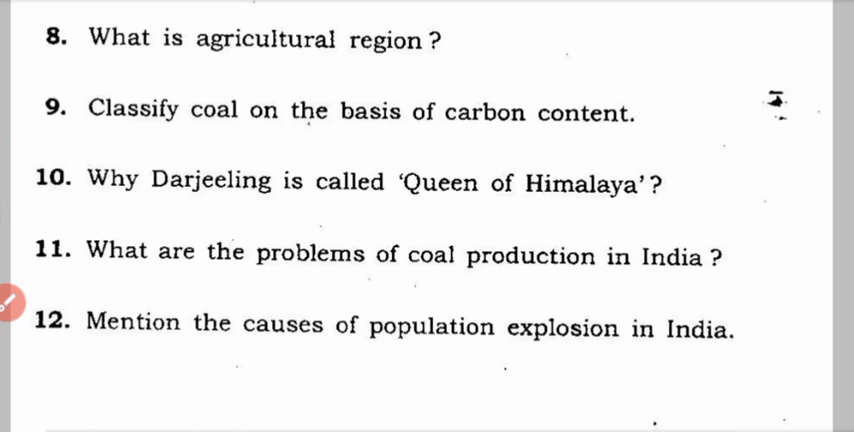 8. What is agricultural region ?
9. Classify coal on the basis of carbon content.
10. Why Darjeeling is called ‘Queen of Himalaya’ ?
11. What are the problems of coal production in India ?
12. Mention the causes of population explosion in India.